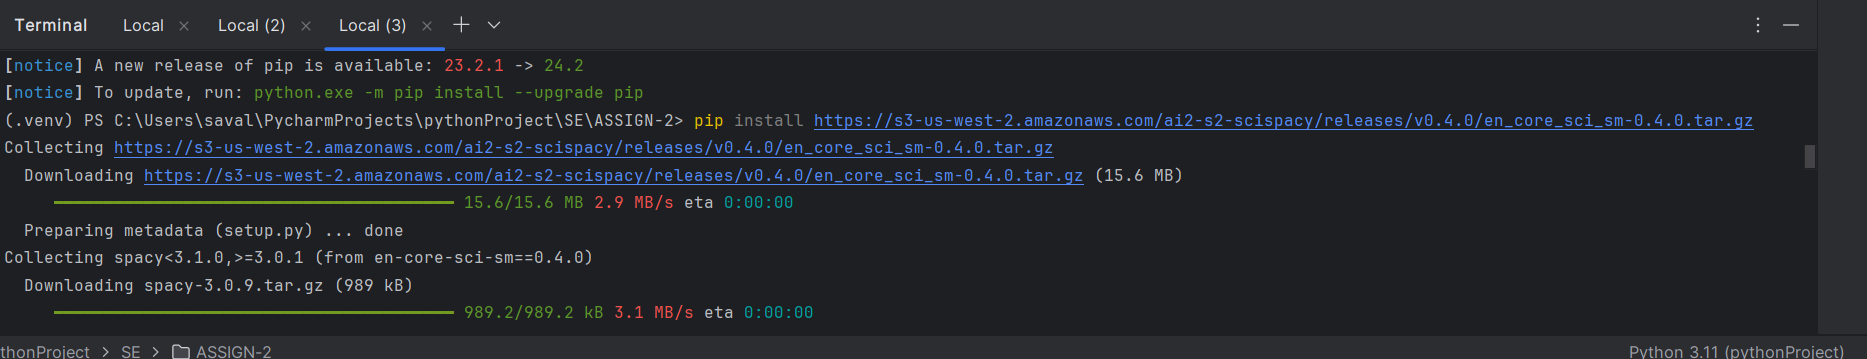 Terminal Local × Local (2) × Local (3) ×
[notice] A new release of pip is available: 23.2.1 -> 24.2
[notice] To update, run: python.exe -m pip install --upgrade pip
(.venv) PS C:\Users\saval\PycharmProjects\pythonProject\SE\ASSIGN-2> pip install https://s3-us-west-2.amazonaws.com/ai2-s2-scispacy/releases/v0.4.0/en_core_sci_sm-0.4.0.tar.gz
Collecting https://s3-us-west-2.amazonaws.com/ai2-s2-scispacy/releases/v0.4.0/en_core_sci_sm-0.4.0.tar.gz
Downloading https://s3-us-west-2.amazonaws.com/ai2-s2-scispacy/releases/v0.4.0/en_core_sci_sm-0.4.0.tar.gz (15.6 MB)
15.6/15.6 MB 2.9 MB/s eta 0:00:00
Preparing metadata (setup.py) ... done
Collecting spacy<3.1.0,>=3.0.1 (from en-core-sci-sm==0.4.0)
Downloading spacy-3.0.9.tar.gz (989 kB)
989.2/989.2 kB 3.1 MB/s eta 0:00:00
thonProject > SE > ASSIGN-2 Python 3.11 (pythonProject)